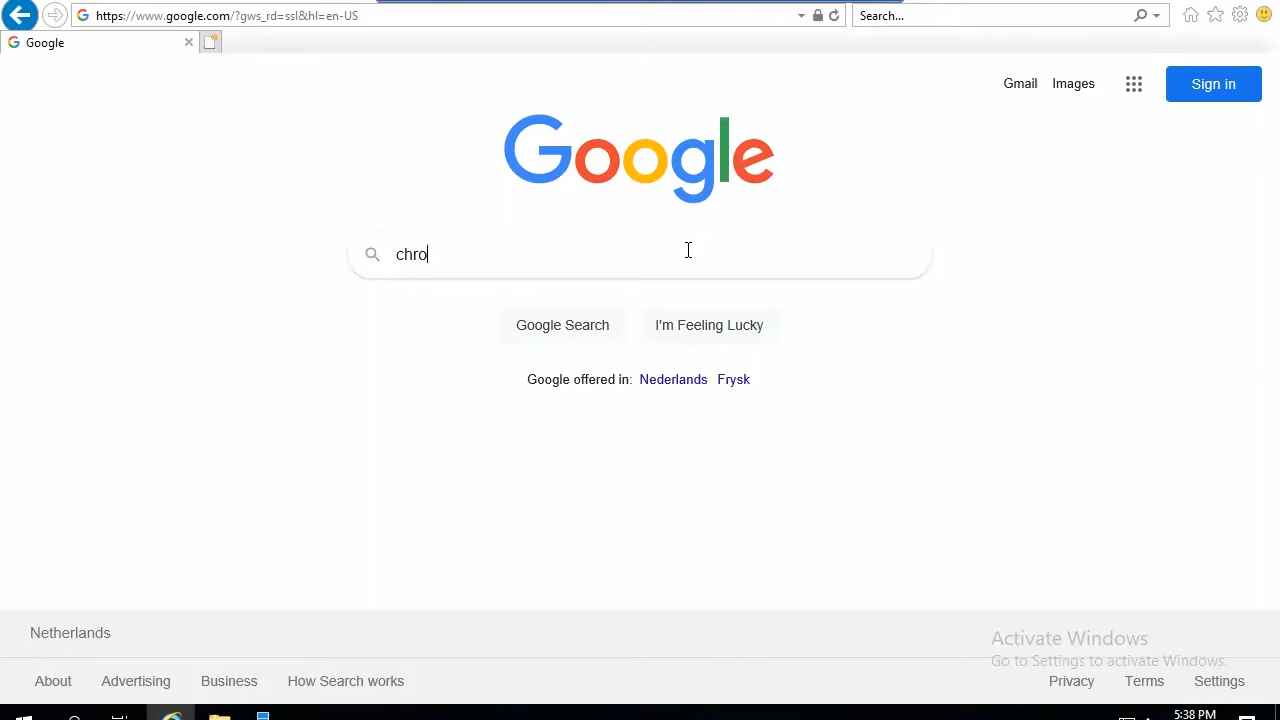 https://www.google.com/?gws_rd=ssl&hl=en-US
Search...
Google
Gmail Images Sign in
Google
chro
Google Search I'm Feeling Lucky
Google offered in: Nederlands Frysk
Netherlands
Activate Windows
Go to Settings to activate Windows.
About Advertising Business How Search works Privacy Terms Settings
5:38 PM